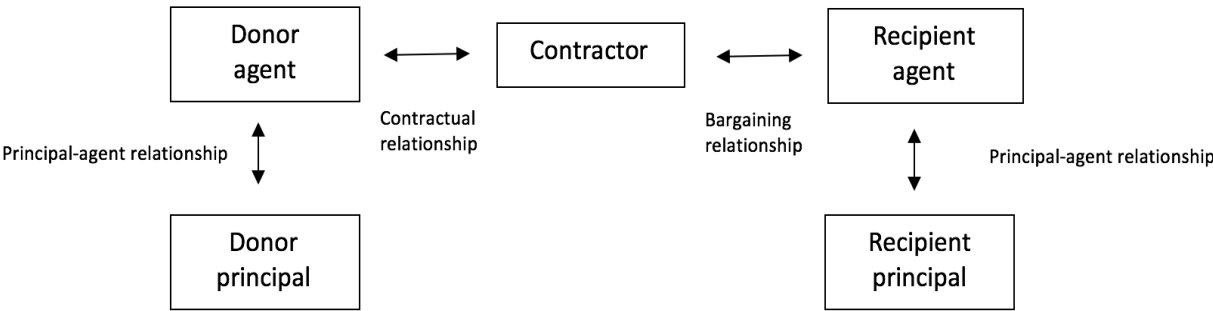 Donor
agent
Contractor
Recipient
agent
Contractual
relationship
Bargaining
relationship
Principal-agent relationship
Principal-agent relationship
Donor
principal
Recipient
principal